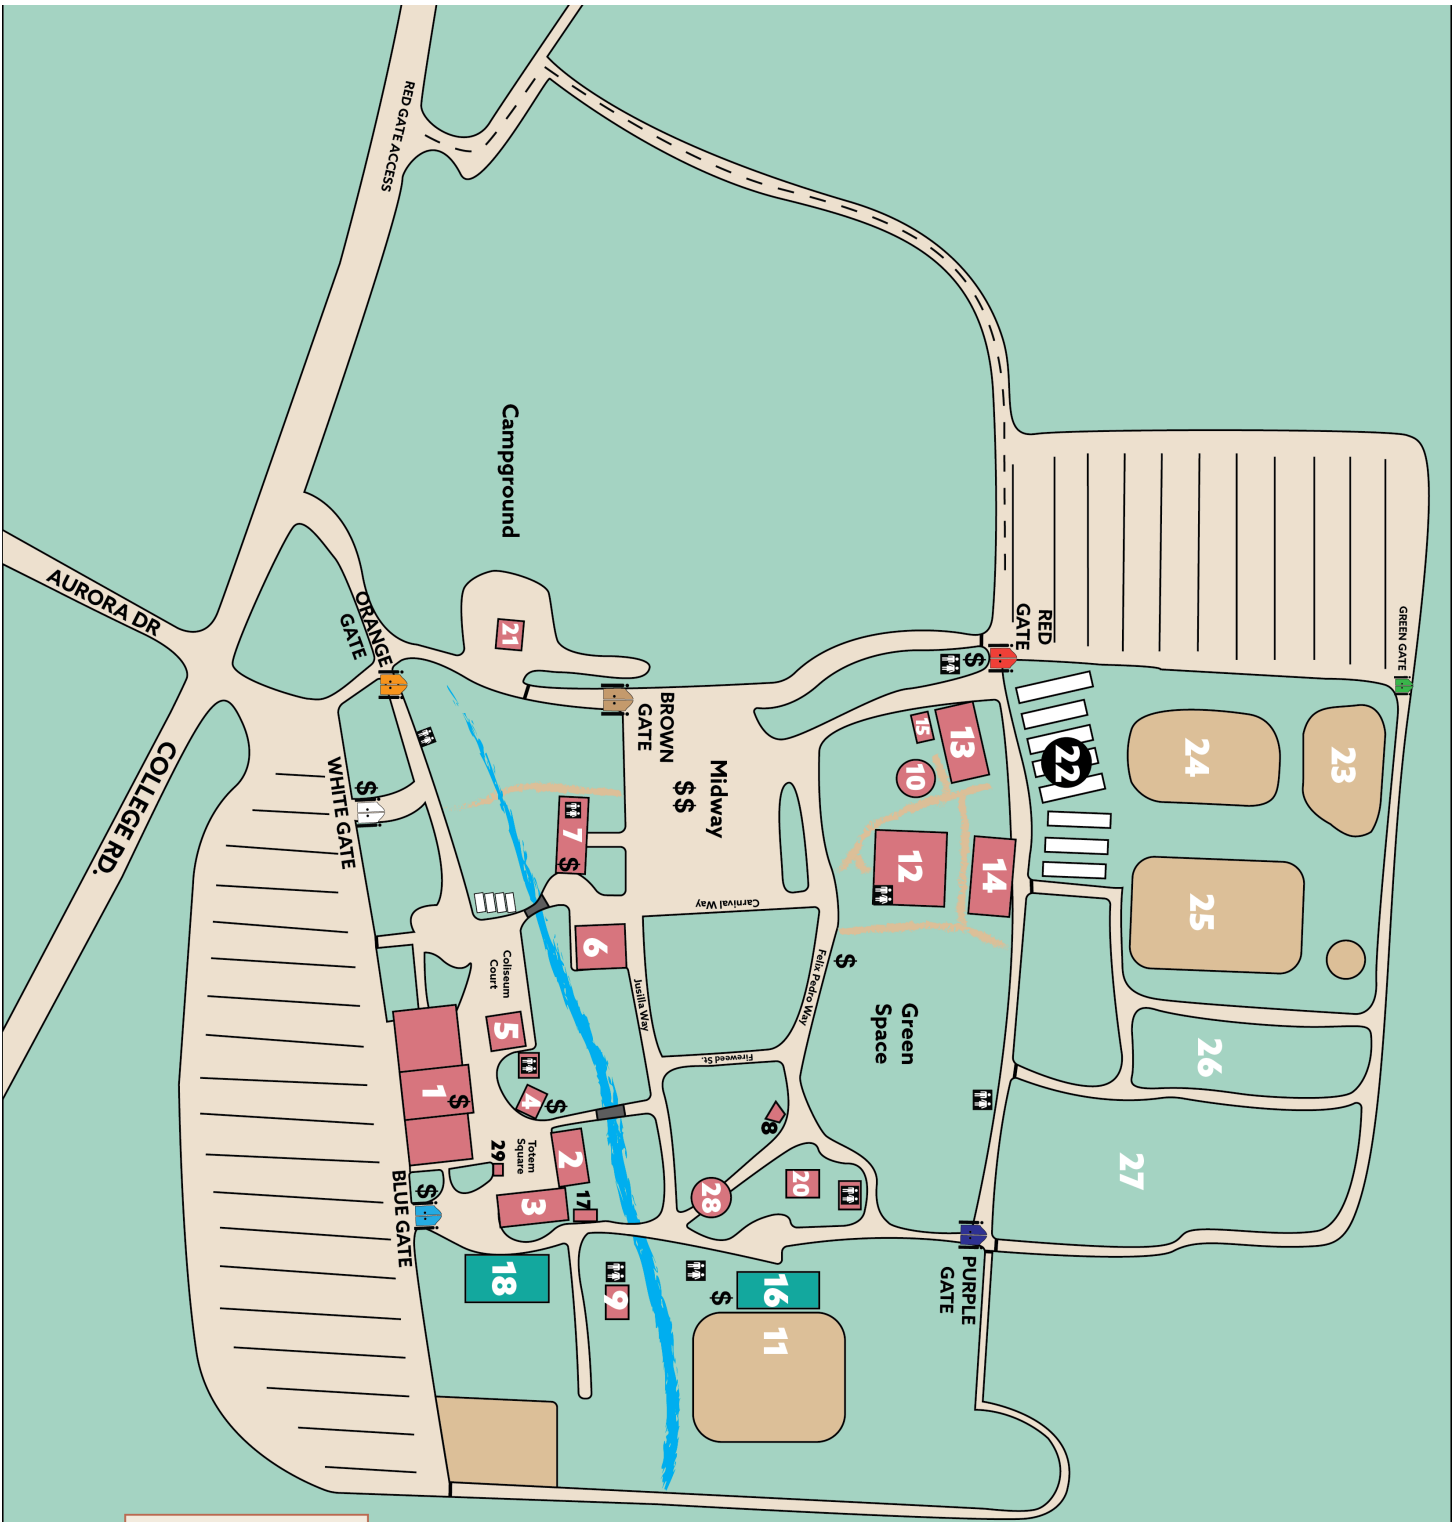 RED GATE ACCESS
Campground
AURORA DR
ORANGE
GATE
21
RED
GATE
$
GREEN GATE
BROWN
GATE
COLLEGE RD.
WHITE GATE
$
Midway
$$
15
13
10
22
24
23
7
$
12
14
25
Carnival Way
6
Coliseum
Court
Jusilla Way
Felix Pedro Way
$
Green
Space
5
Fireweed St.
26
1
$
4
$
8
29
Totem
Square
2
27
BLUE GATE
$
3
17
28
20
PURPLE
GATE
18
9
$
16
11